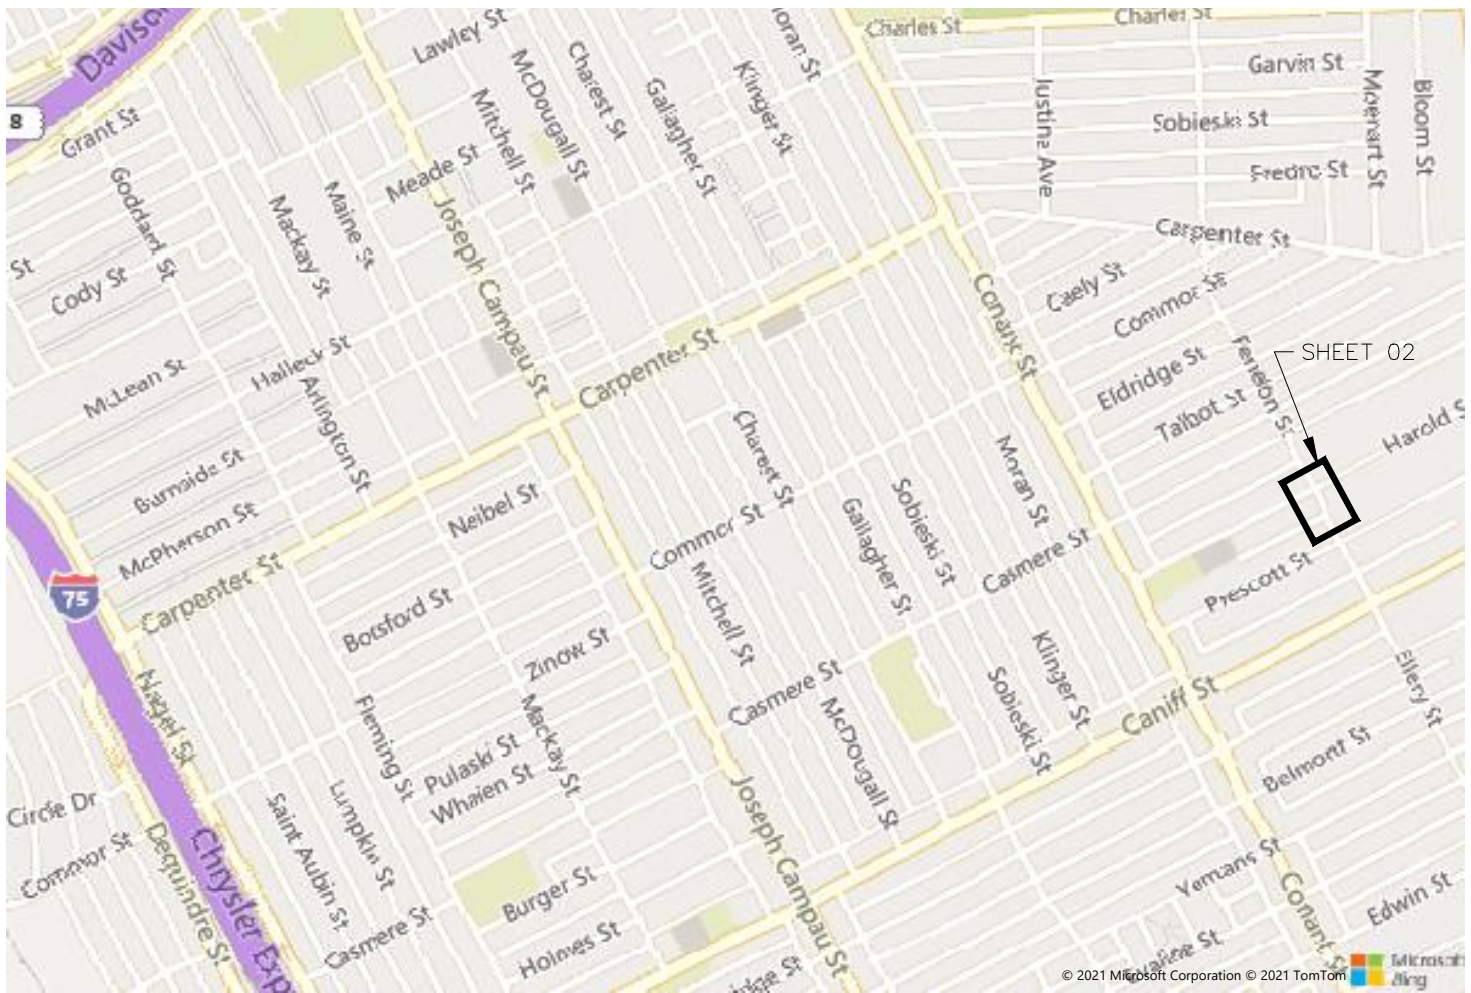 Davison
8
Grant St
Lawley St
McDougall St
Charest St
Moran St
Klinger St
Gallagher St
Mitchell St
Meade St
Charles St
Charles St
Garvin St
Justine Ave
Sobieski St
Moenart St
Bloom St
Fredro St
Carpenter St
Goddard St
Mackay St
Maine St
Joseph Campau St
St
Cody St
Conant St
Caely St
Commor St
Fenelon St
SHEET 02
McLean St
Halleck St
Arlington St
Carpenter St
Eldridge St
Talbot St
Harold S
Burnside St
McPherson St
Neibel St
Charest St
Moran St
Sobieski St
Gallagher St
Commor St
Casmere St
75
Carpenter St
Botsford St
Mitchell St
Prescott St
Zinow St
Casmere St
Klinger St
Sobieski St
Caniff St
Ellery St
Nagel St
Fleming St
Mackay St
McDougall St
Pulaski St
Whalen St
Belmont St
Circle Dr
Saint Aubin St
Lumpkin St
Joseph Campau St
Commor St
Dequindre St
Chrysler Exp
Burger St
Yemans St
Conant St
Edwin St
Casmere St
Holmes St
Evaline St
© 2021 Microsoft Corporation © 2021 TomTom
Microsoft
Bing